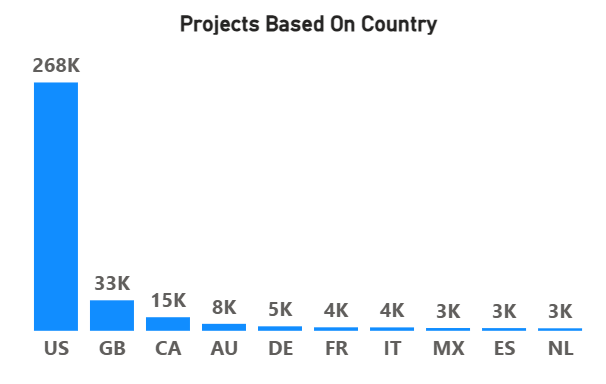 Projects Based On Country
268K
33K
15K
8K
5K
4K
4K
3K
3K
3K
US GB CA AU DE FR IT MX ES NL